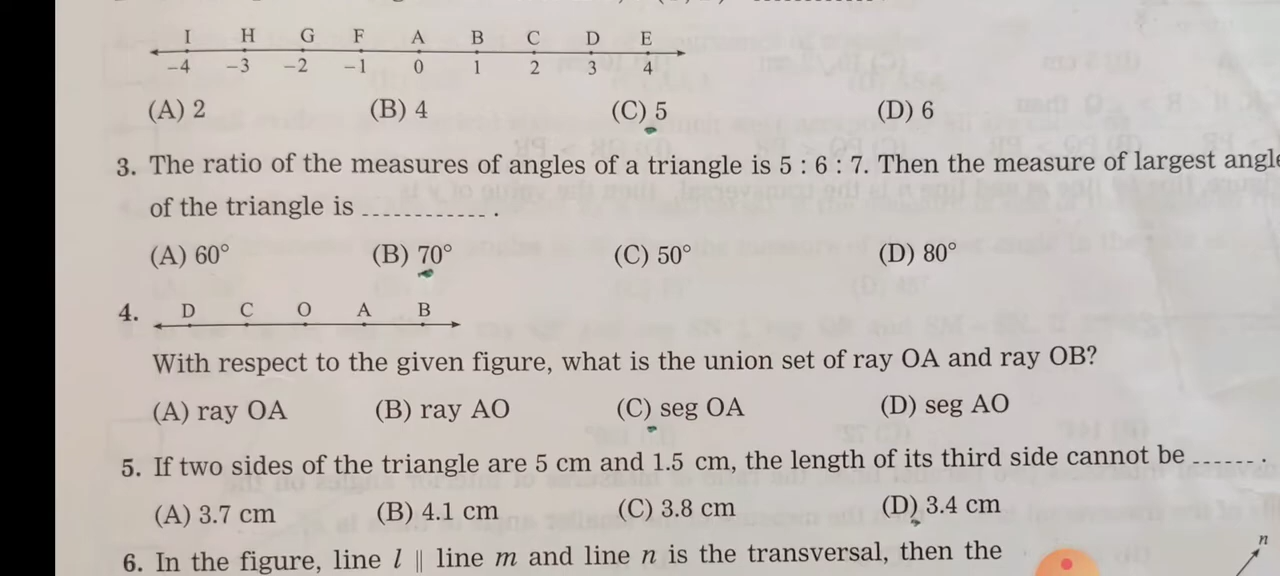 I H G F A B C D E
−4 −3 −2 −1 0 1 2 3 4
(A) 2 (B) 4 (C) 5 (D) 6
3. The ratio of the measures of angles of a triangle is 5 : 6 : 7. Then the measure of largest angle
of the triangle is ------------ .
(A) 60° (B) 70° (C) 50° (D) 80°
4. D C O A B
With respect to the given figure, what is the union set of ray OA and ray OB?
(A) ray OA (B) ray AO (C) seg OA (D) seg AO
5. If two sides of the triangle are 5 cm and 1.5 cm, the length of its third side cannot be ------.
(A) 3.7 cm (B) 4.1 cm (C) 3.8 cm (D) 3.4 cm
6. In the figure, line l || line m and line n is the transversal, then the
n